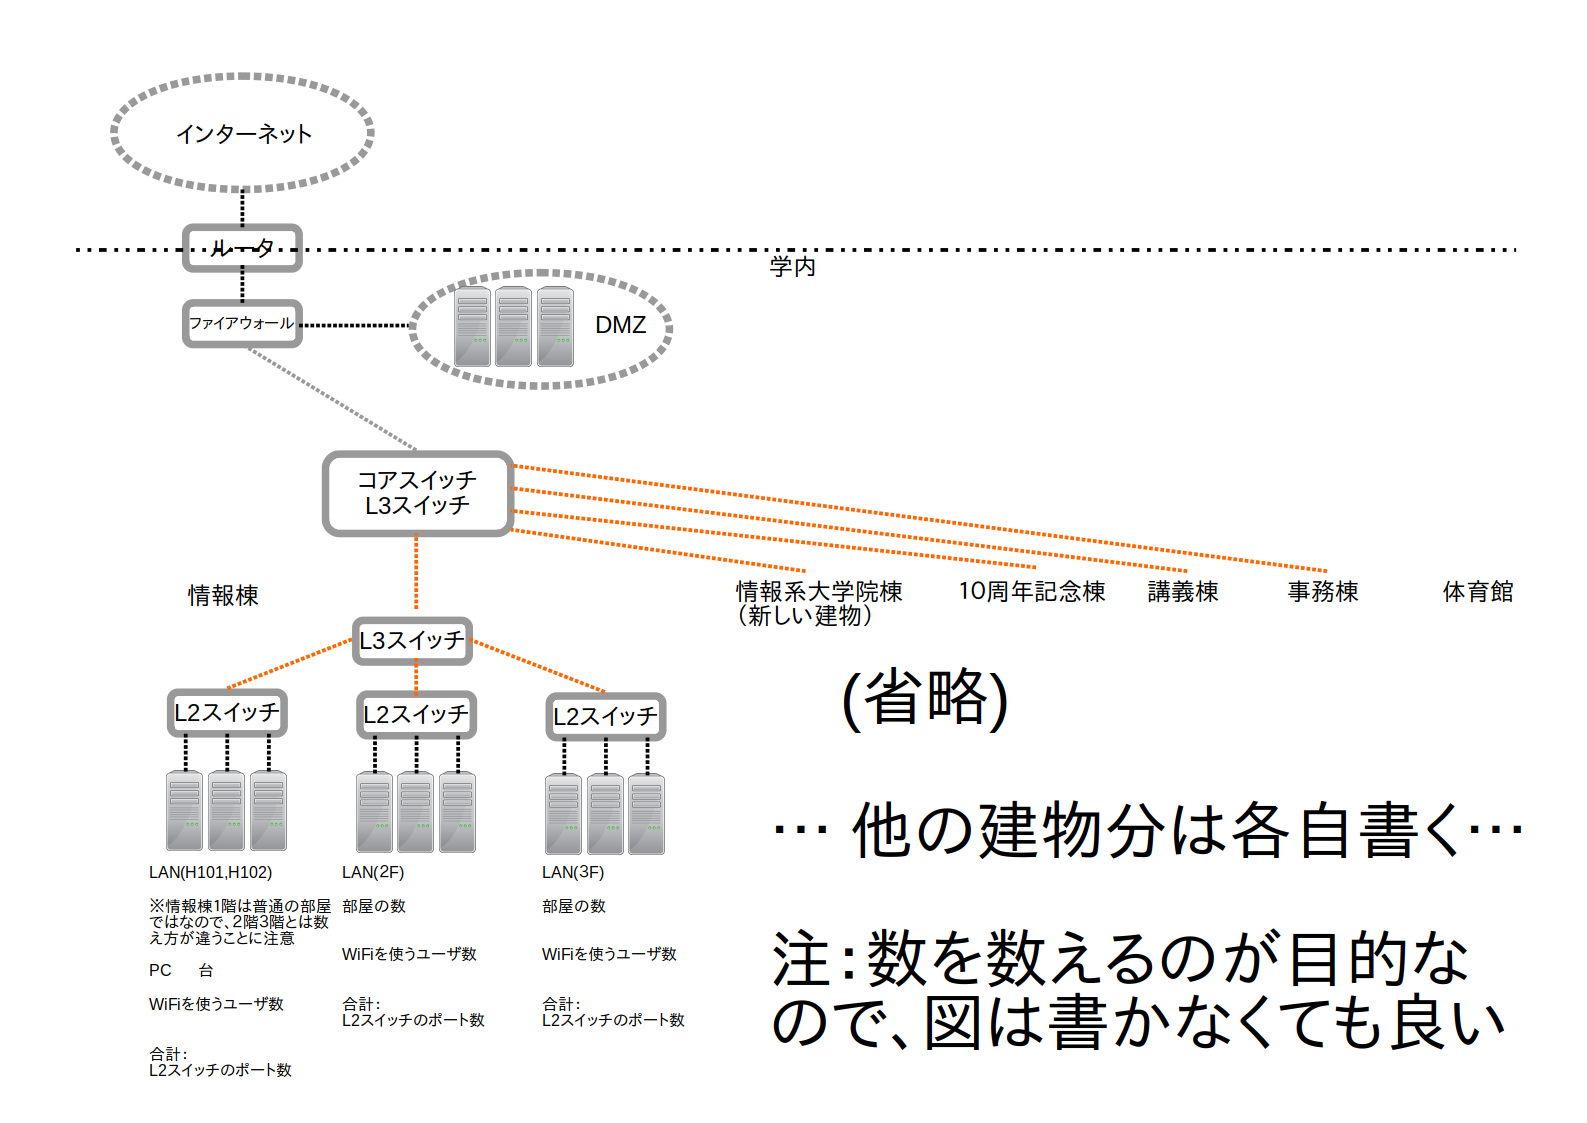 インターネット
ルータ
学内
ファイアウォール
DMZ
コアスイッチ
L3スイッチ
情報棟
情報系大学院棟
（新しい建物）
10周年記念棟
講義棟
事務棟
体育館
L3スイッチ
L2スイッチ
L2スイッチ
L2スイッチ
LAN(H101,H102)
※情報棟1階は普通の部屋
ではなので、2階3階とは数
え方が違うことに注意
PC 台
WiFiを使うユーザ数
合計：
L2スイッチのポート数
LAN(2F)
部屋の数
WiFiを使うユーザ数
合計：
L2スイッチのポート数
LAN(3F)
部屋の数
WiFiを使うユーザ数
合計：
L2スイッチのポート数
(省略)
… 他の建物分は各自書く…
注：数を数えるのが目的な
ので、図は書かなくても良い